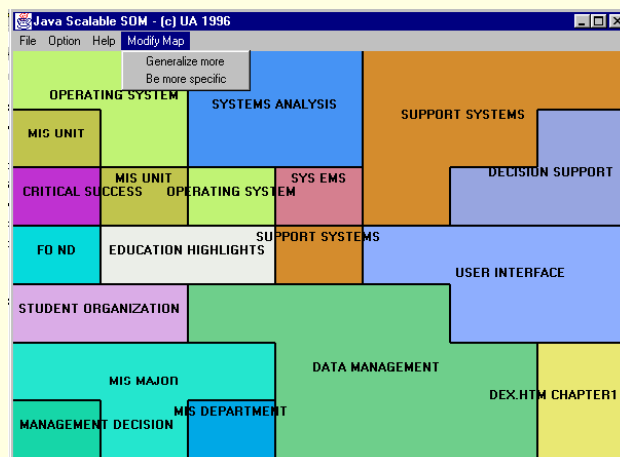 Java Scalable SOM - (c) UA 1996
File Option Help Modify Map
Generalize more
Be more specific
OPERATING SYSTEM
SYSTEMS ANALYSIS
SUPPORT SYSTEMS
MIS UNIT
DECISION SUPPORT
CRITICAL SUCCESS
MIS UNIT
OPERATING SYSTEM
SYS EMS
SUPPORT SYSTEMS
FO ND
EDUCATION HIGHLIGHTS
USER INTERFACE
STUDENT ORGANIZATION
DATA MANAGEMENT
MIS MAJOR
DEX.HTM CHAPTER1
MIS DEPARTMENT
MANAGEMENT DECISION